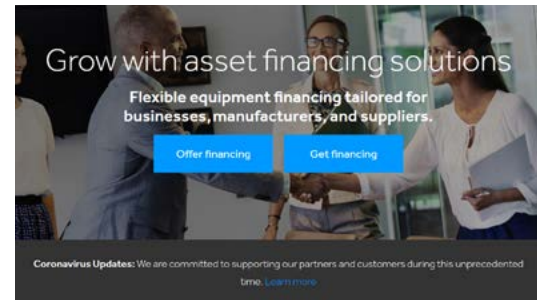 Grow with asset financing solutions
Flexible equipment financing tailored for
businesses, manufacturers, and suppliers.
Offer financing
Get financing
Coronavirus Updates: We are committed to supporting our partners and customers during this unprecedented
time. Learn more